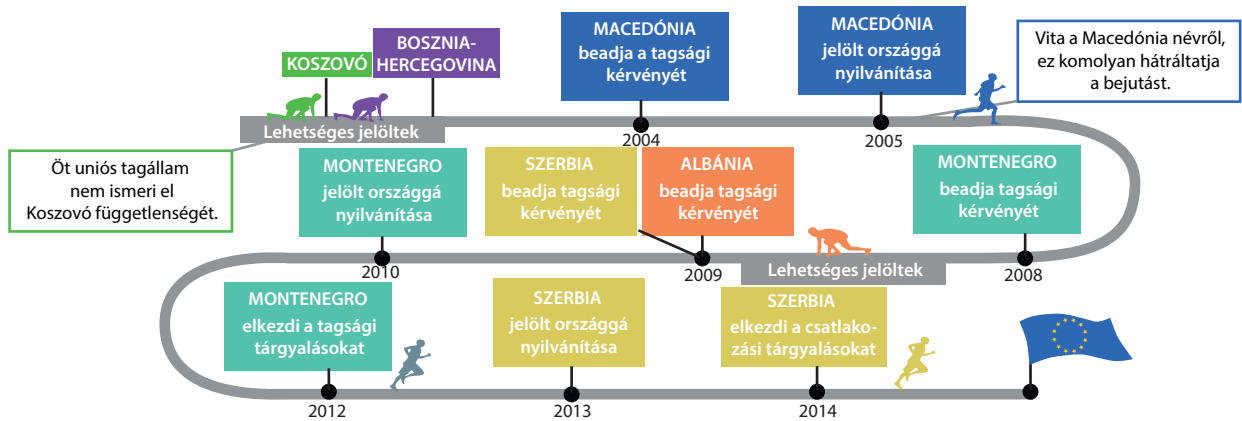 KOSZOVÓ
BOSZNIA-
HERCEGOVINA
MACEDÓNIA
beadja a tagsági
kérvényét
MACEDÓNIA
jelölt országgá
nyilvánítása
Vita a Macedónia névről,
ez komolyan hátráltatja
a bejutást.
Lehetséges jelöltek
2004
2005
Öt uniós tagállam
nem ismeri el
Koszovó függetlenségét.
MONTENEGRO
jelölt országgá
nyilvánítása
SZERBIA
beadja tagsági
kérvényét
ALBÁNIA
beadja tagsági
kérvényét
MONTENEGRO
beadja tagsági
kérvényét
2010
2009
Lehetséges jelöltek
2008
MONTENEGRO
elkezdi a tagsági
tárgyalásokat
SZERBIA
jelölt országgá
nyilvánítása
SZERBIA
elkezdi a csatlako-
zási tárgyalásokat
2012
2013
2014